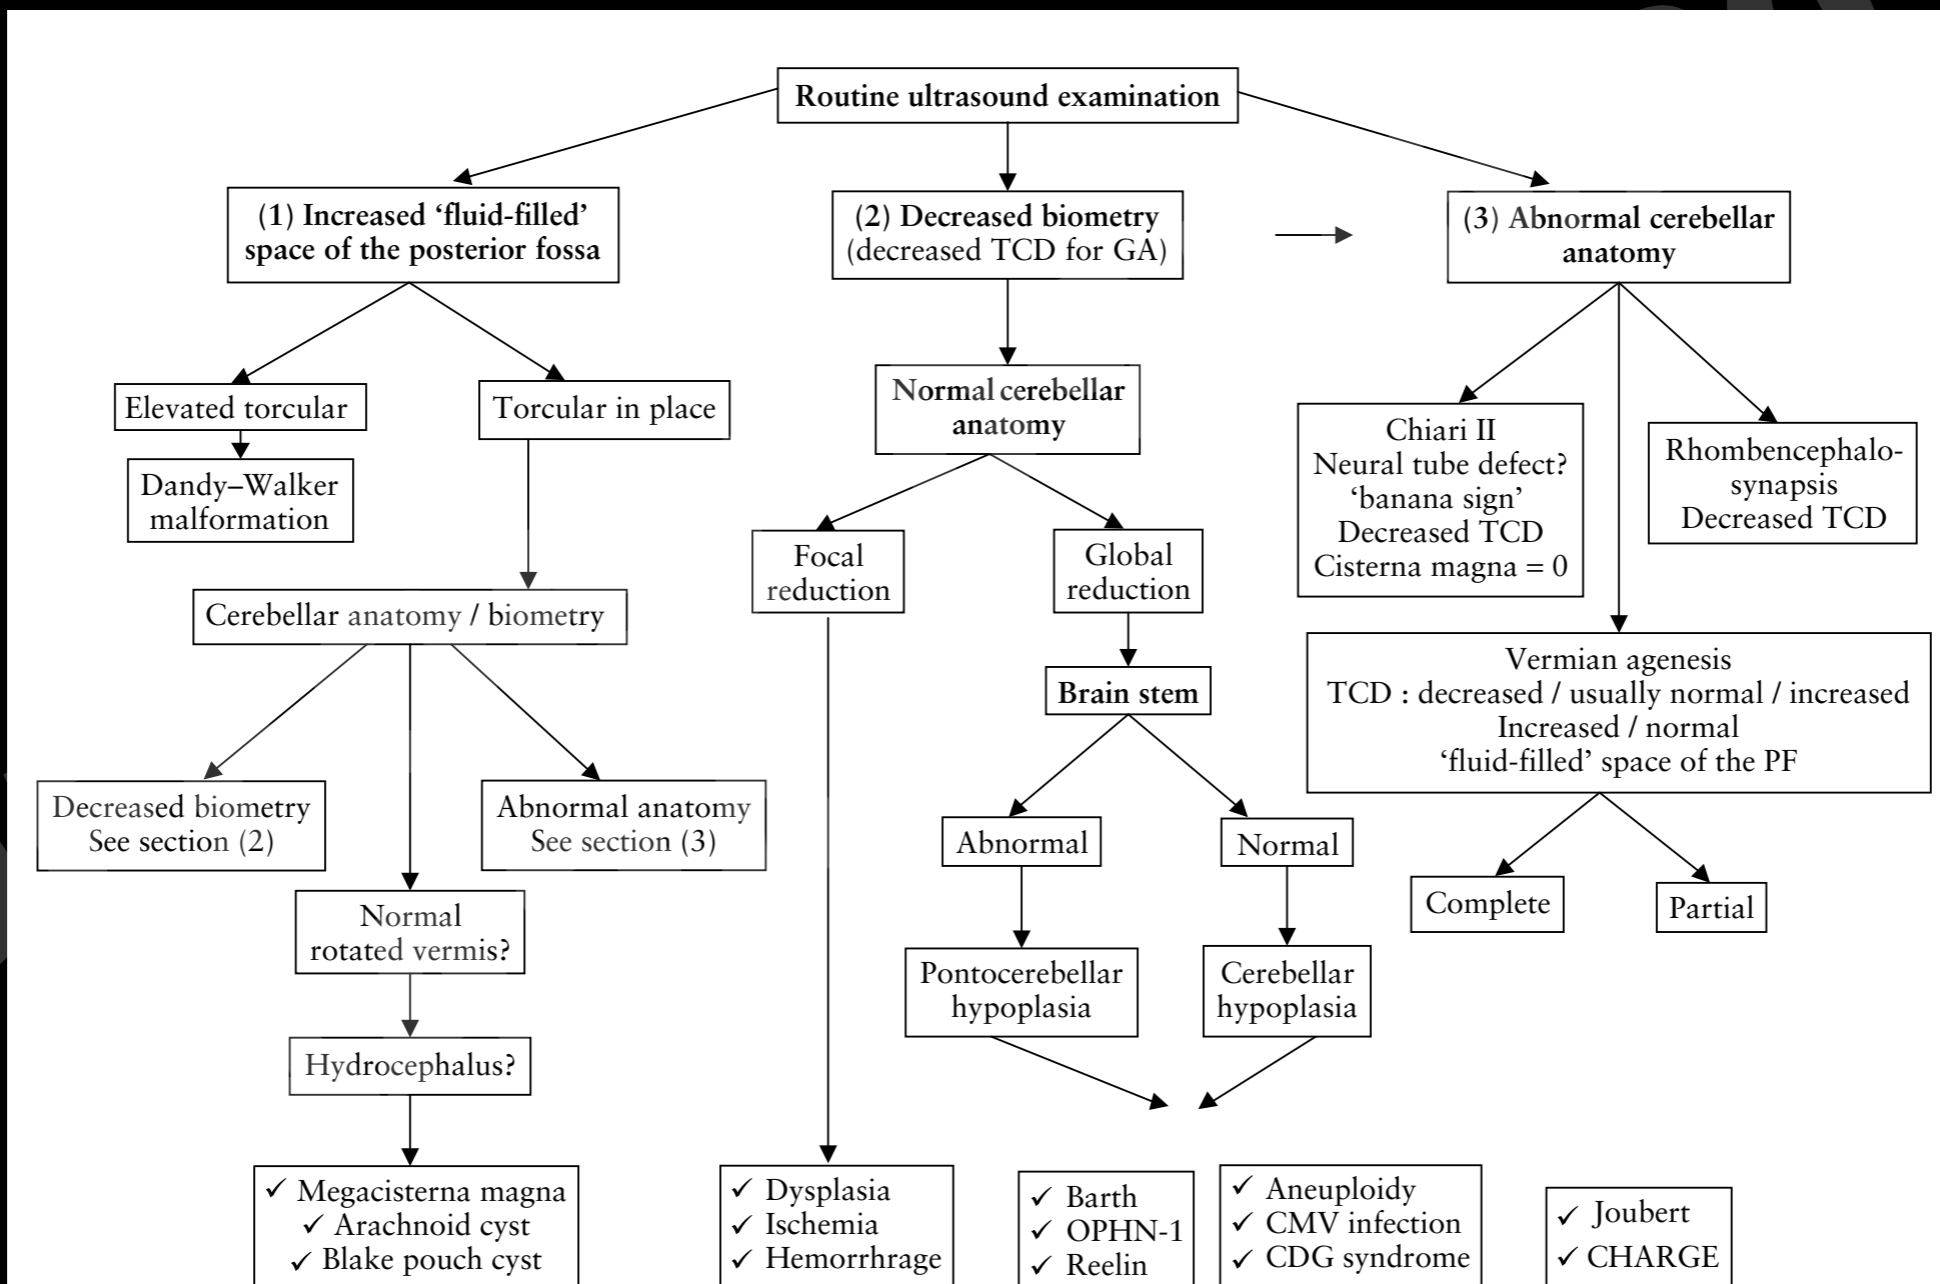 Routine ultrasound examination
(1) Increased ‘fluid-filled’
space of the posterior fossa
(2) Decreased biometry
(decreased TCD for GA)
(3) Abnormal cerebellar
anatomy
Elevated torcular
Torcular in place
Dandy–Walker
malformation
Cerebellar anatomy / biometry
Decreased biometry
See section (2)
Abnormal anatomy
See section (3)
Normal
rotated vermis?
Hydrocephalus?
✓ Megacisterna magna
✓ Arachnoid cyst
✓ Blake pouch cyst
Normal cerebellar
anatomy
Focal
reduction
Global
reduction
Brain stem
Abnormal
Normal
Pontocerebellar
hypoplasia
Cerebellar
hypoplasia
✓ Dysplasia
✓ Ischemia
✓ Hemorrhrage
✓ Barth
✓ OPHN-1
✓ Reelin
✓ Aneuploidy
✓ CMV infection
✓ CDG syndrome
Chiari II
Neural tube defect?
‘banana sign’
Decreased TCD
Cisterna magna = 0
Rhombencephalo-
synapsis
Decreased TCD
Vermian agenesis
TCD : decreased / usually normal / increased
Increased / normal
‘fluid-filled’ space of the PF
Complete
Partial
✓ Joubert
✓ CHARGE